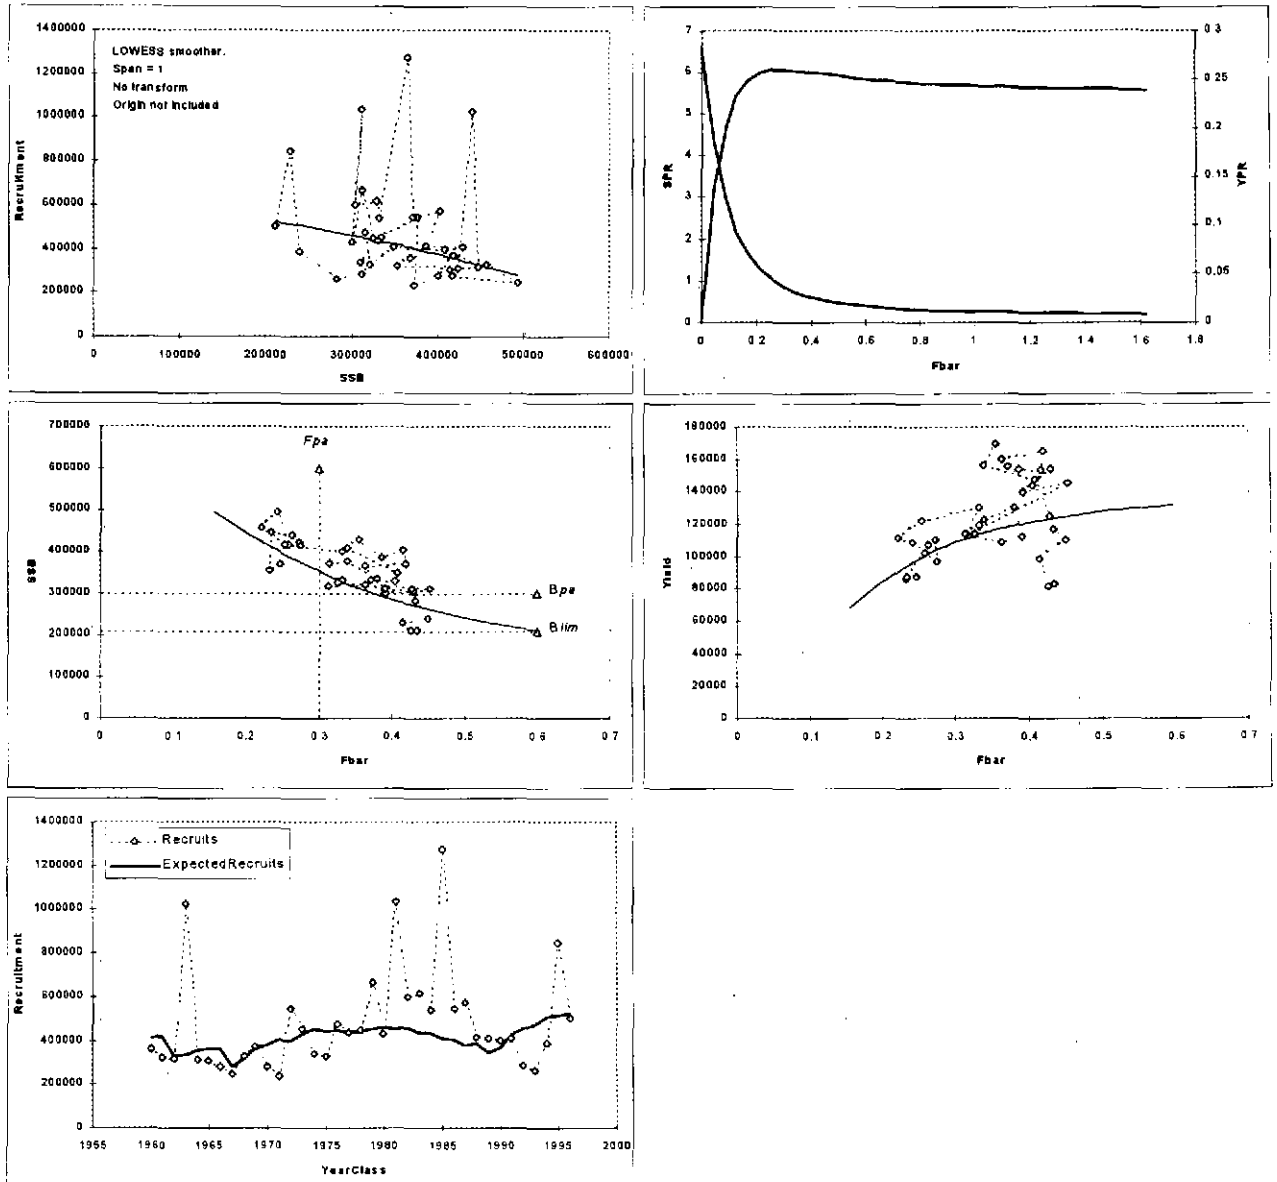 1400000
1200000
1000000
800000
600000
400000
200000
0
Recruitment
LOWESS smoother.
Span = 1
No transform
Origin not included
0 100000 200000 300000 400000 500000 600000
SSB
7
6
5
4
3
2
1
0
SPR
0.3
0.25
0.2
0.15
0.1
0.05
0
YPR
0 0.2 0.4 0.6 0.8 1 1.2 1.4 1.6 1.8
Fbar
700000
600000
500000
400000
300000
200000
100000
0
SSB
Fpa
Bpa
Blim
0 0.1 0.2 0.3 0.4 0.5 0.6 0.7
Fbar
180000
160000
140000
120000
100000
80000
60000
40000
20000
0
Yield
0 0.1 0.2 0.3 0.4 0.5 0.6 0.7
Fbar
1400000
1200000
1000000
800000
600000
400000
200000
0
Recruitment
Recruits
Expected Recruits
1955 1960 1965 1970 1975 1980 1985 1990 1995 2000
YearClass